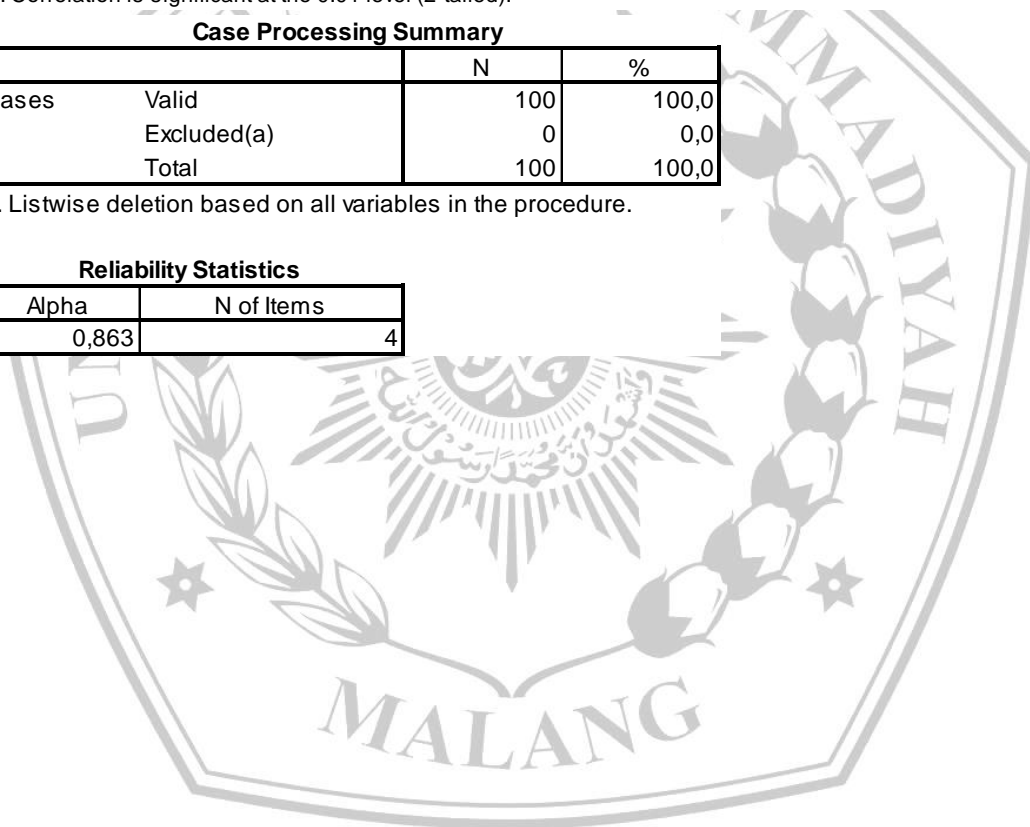 . Correlation is significant at the 0.01 level (2-tailed).
Case Processing Summary
N %
ases Valid 100 100,0
Excluded(a) 0 0,0
Total 100 100,0
. Listwise deletion based on all variables in the procedure.
Reliability Statistics
Alpha N of Items
0,863 4
MALANG